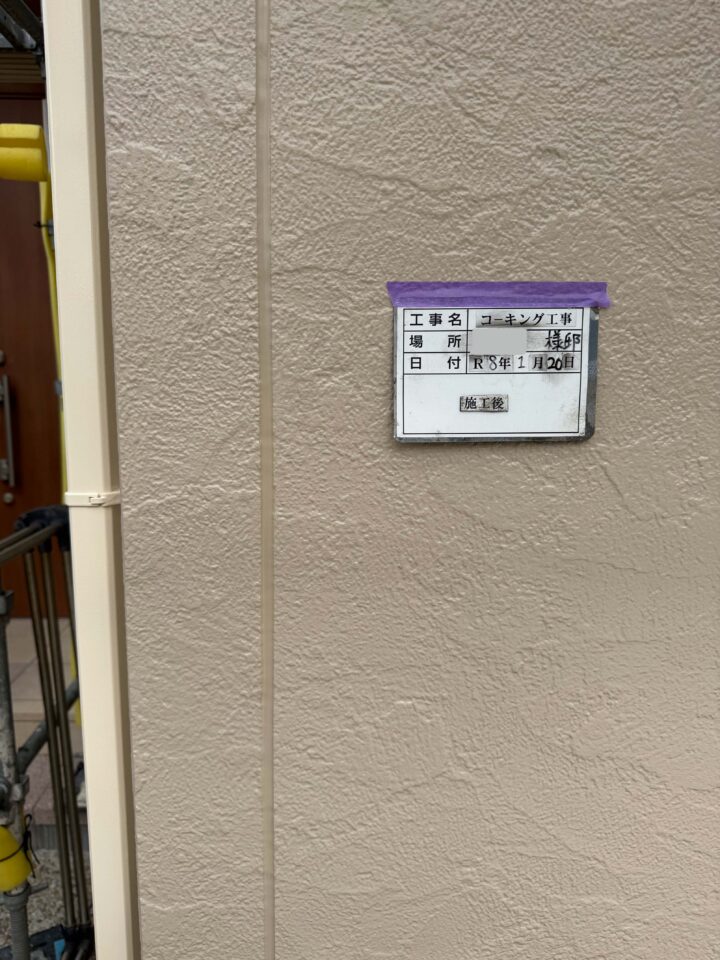 工事名 コーキング工事
場所 様邸
日付 R8年1月20日
施工後